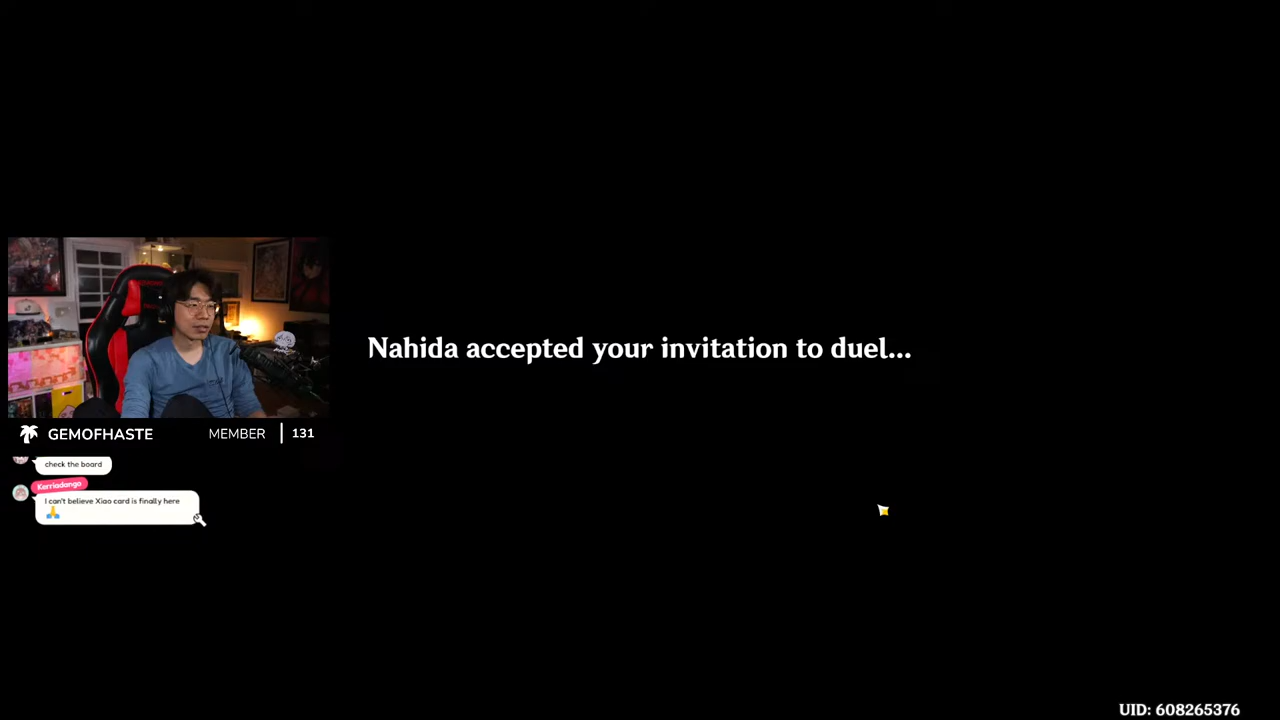 Nahida accepted your invitation to duel...
GEMOFHASTE MEMBER 131
check the board
Kerriadango
I can't believe Xiao card is finally here
🙏
UID: 608265376